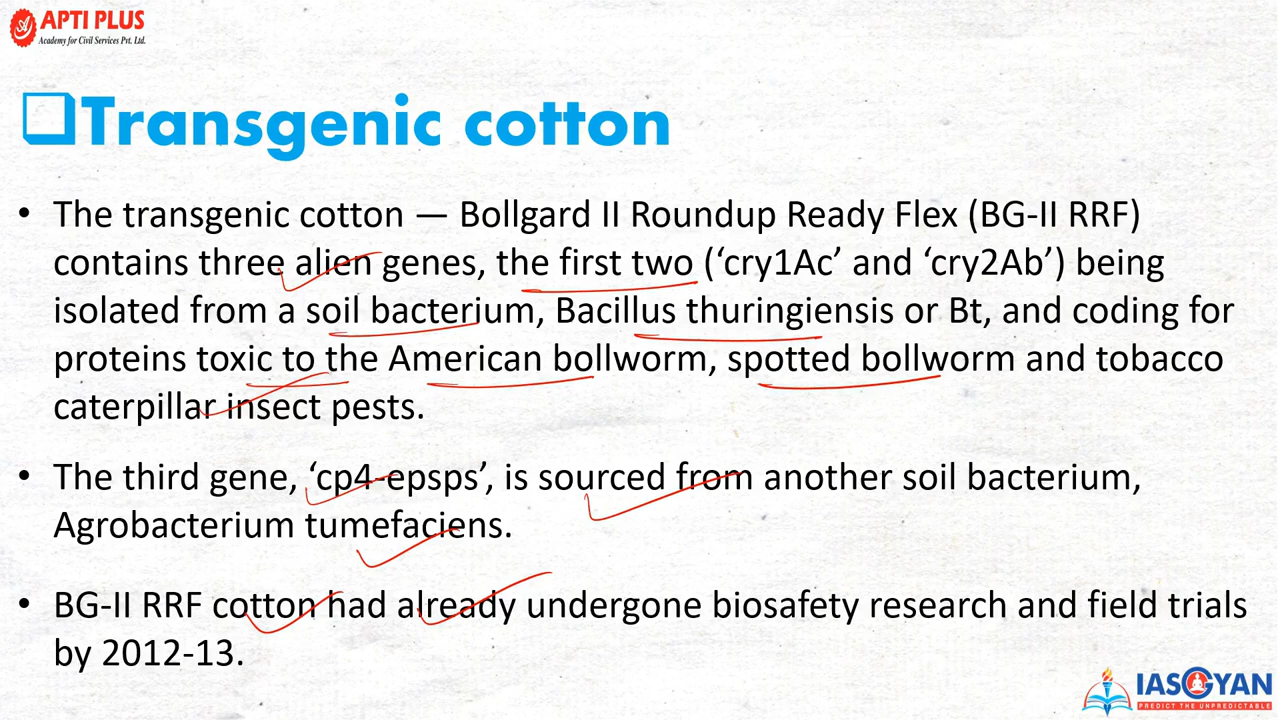 APTI PLUS
Academy for Civil Services Pvt. Ltd.
Transgenic cotton
• The transgenic cotton — Bollgard II Roundup Ready Flex (BG-II RRF)
contains three alien genes, the first two (‘cry1Ac’ and ‘cry2Ab’) being
isolated from a soil bacterium, Bacillus thuringiensis or Bt, and coding for
proteins toxic to the American bollworm, spotted bollworm and tobacco
caterpillar insect pests.
• The third gene, ‘cp4-epsps’, is sourced from another soil bacterium,
Agrobacterium tumefaciens.
• BG-II RRF cotton had already undergone biosafety research and field trials
by 2012-13.
IASGYAN
PREDICT THE UNPREDICTABLE